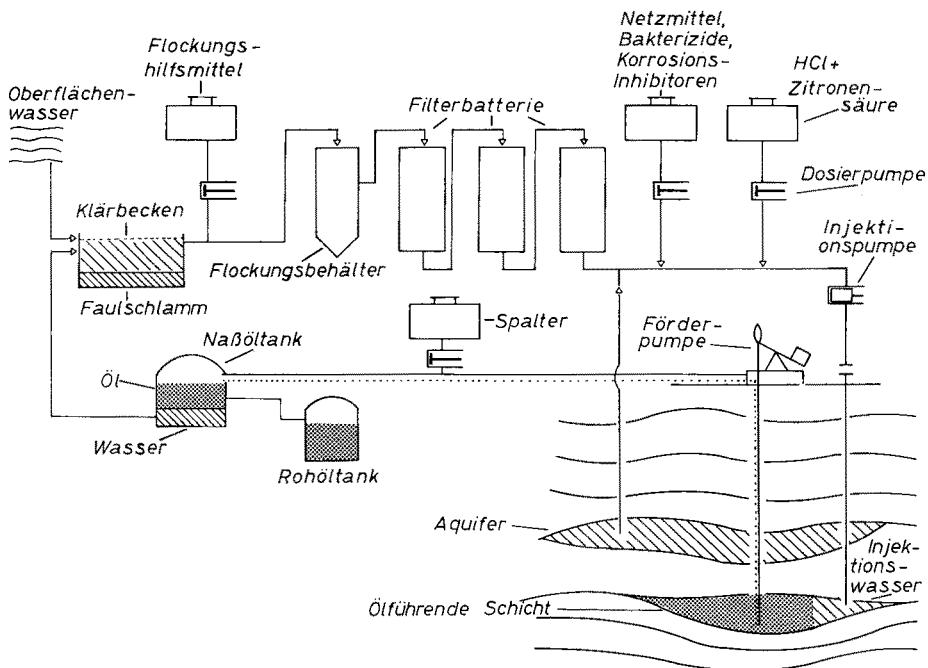 Flockungs-
hilfsmittel
Netzmittel,
Bakterizide,
Korrosions-
Inhibitoren
HCl+
Zitronen-
säure
Oberflächen-
wasser
Filterbatterie
Dosierpumpe
Klärbecken
Flockungsbehälter
Injekti-
onspumpe
Faulschlamm
Spalter
Naßöltank
Förder-
pumpe
Öl
Wasser
Rohöltank
Aquifer
Injek-
tions-
wasser
Ölführende Schicht